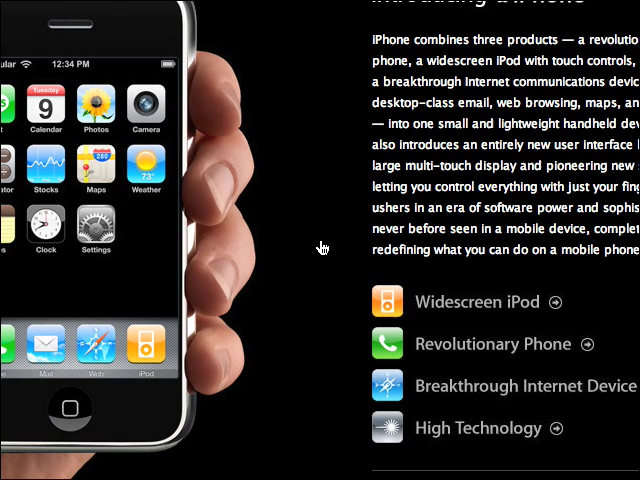 ular
12:34 PM
Tuesday
9
Calendar
Photos
Camera
280
73°
Stocks
Maps
Weather
Clock
Settings
Mail
Web
iPod
iPhone combines three products — a revolutio
phone, a widescreen iPod with touch controls,
a breakthrough Internet communications devic
desktop-class email, web browsing, maps, an
— into one small and lightweight handheld dev
also introduces an entirely new user interface
large multi-touch display and pioneering new
letting you control everything with just your fing
ushers in an era of software power and sophis
never before seen in a mobile device, complet
redefining what you can do on a mobile phone
Widescreen iPod
Revolutionary Phone
Breakthrough Internet Device
High Technology